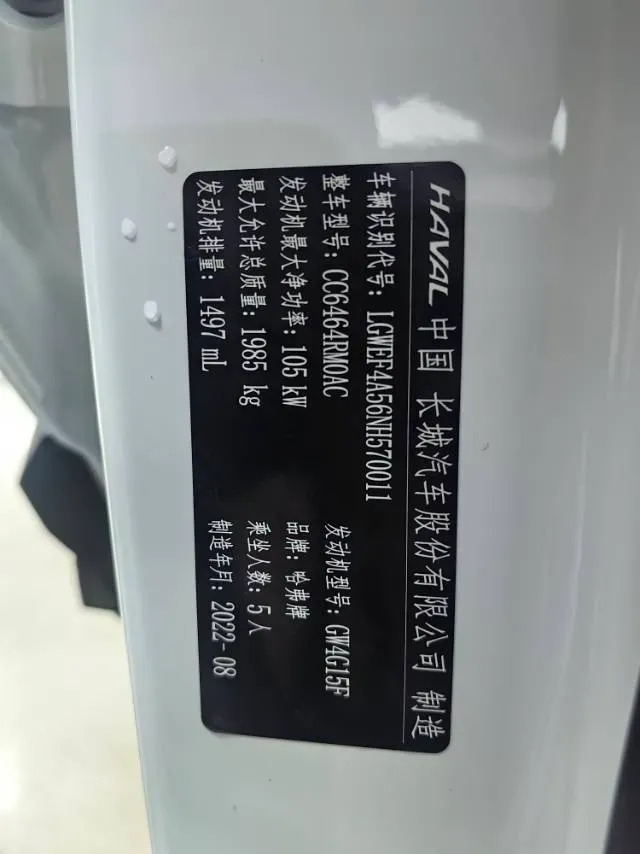 HAVAL 中国 长城汽车股份有限公司 制造
车辆识别代号: LGWEF4A56NH570011
整车型号: CC6464RM0AC 发动机型号: GW4G15F
发动机最大净功率: 105 kW 品牌: 哈弗牌
最大允许总质量: 1985 kg 乘坐人数: 5人
发动机排量: 1497 mL 制造年月: 2022-08